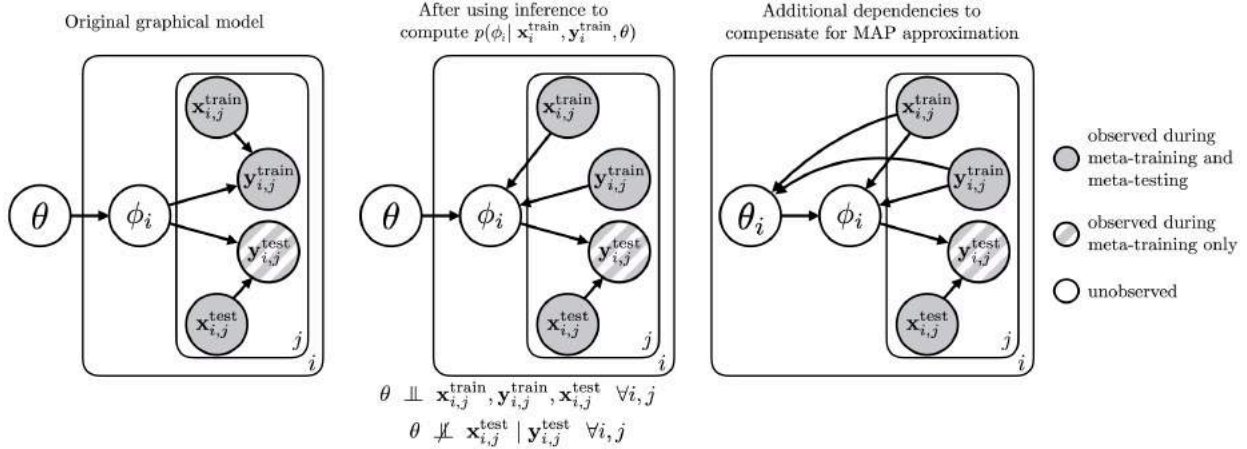 Original graphical model
θ
ϕ_i
x_{i,j}^{train}
y_{i,j}^{train}
y_{i,j}^{test}
x_{i,j}^{test}
j
i
After using inference to
compute p(ϕ_i| x_i^{train}, y_i^{train}, θ)
θ
ϕ_i
x_{i,j}^{train}
y_{i,j}^{train}
y_{i,j}^{test}
x_{i,j}^{test}
j
i
θ ⫫ x_{i,j}^{train}, y_{i,j}^{train}, x_{i,j}^{test} ∀i, j
θ ⫫̸ x_{i,j}^{test} | y_{i,j}^{test} ∀i, j
Additional dependencies to
compensate for MAP approximation
θ_i
ϕ_i
x_{i,j}^{train}
y_{i,j}^{train}
y_{i,j}^{test}
x_{i,j}^{test}
j
i
observed during
meta-training and
meta-testing
observed during
meta-training only
unobserved